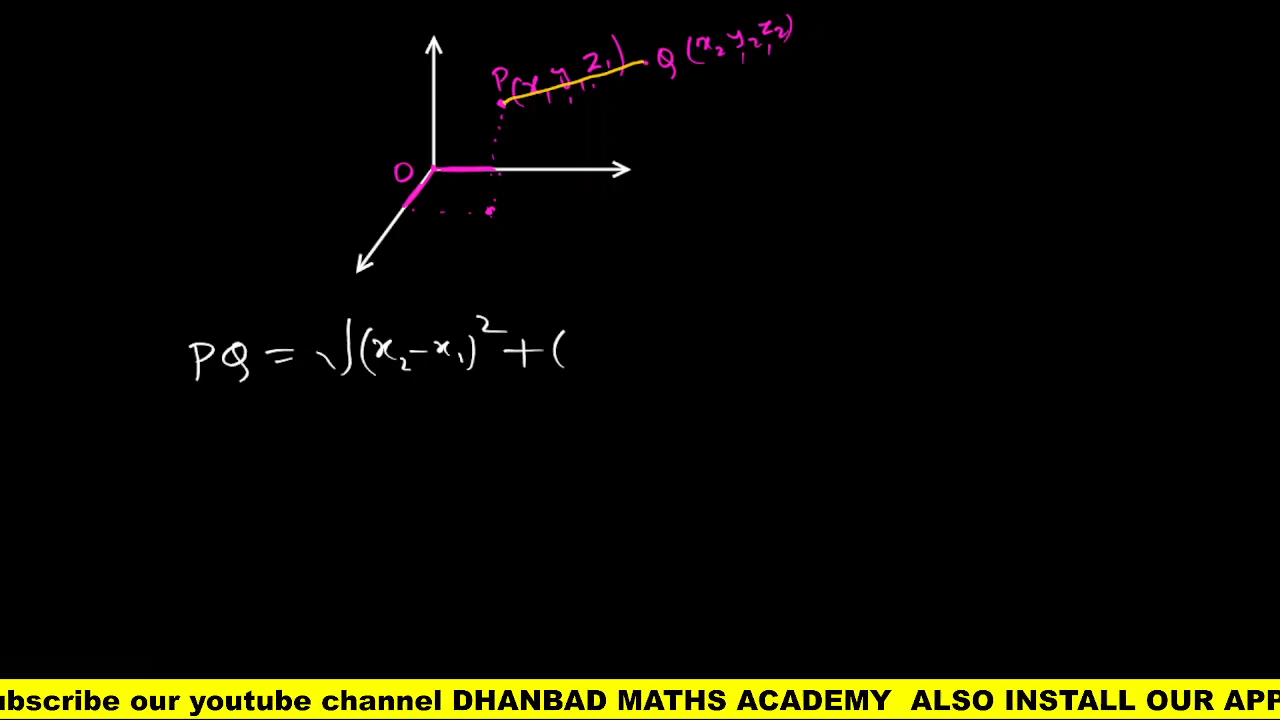 P(x₁, y₁, z₁) Q(x₂, y₂, z₂)
O
PQ = √(x₂-x₁)² + (
ubscribe our youtube channel DHANBAD MATHS ACADEMY ALSO INSTALL OUR APP